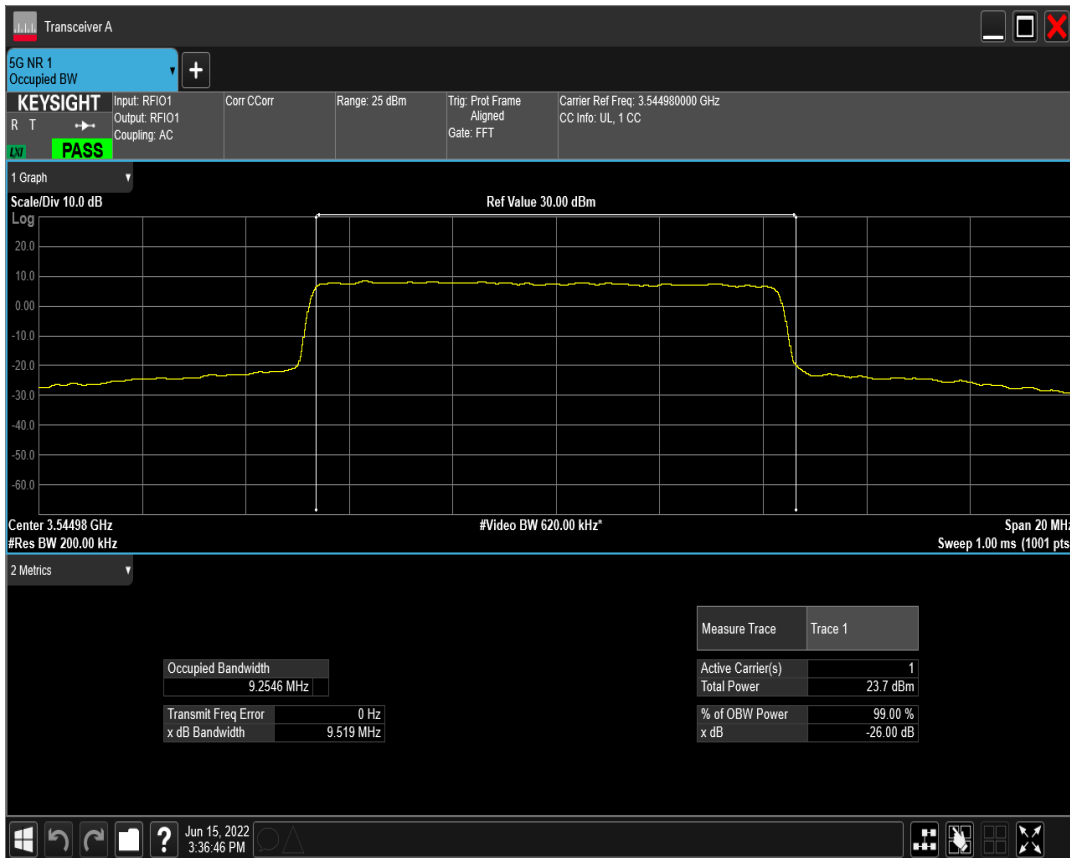 Transceiver A
5G NR 1
Occupied BW
KEYSIGHT
R T
LXI
PASS
Input: RFIO1
Output: RFIO1
Coupling: AC
Corr CCorr
Range: 25 dBm
Trig: Prot Frame
Aligned
Gate: FFT
Carrier Ref Freq: 3.544980000 GHz
CC Info: UL, 1 CC
1 Graph
Scale/Div 10.0 dB
Ref Value 30.00 dBm
Log
20.0
10.0
0.00
-10.0
-20.0
-30.0
-40.0
-50.0
-60.0
Center 3.54498 GHz
#Video BW 620.00 kHz*
Span 20 MHz
#Res BW 200.00 kHz
Sweep 1.00 ms (1001 pts
2 Metrics
Measure Trace Trace 1
Occupied Bandwidth
9.2546 MHz
Active Carrier(s) 1
Total Power 23.7 dBm
Transmit Freq Error 0 Hz
x dB Bandwidth 9.519 MHz
% of OBW Power 99.00 %
x dB -26.00 dB
?
Jun 15, 2022
3:36:46 PM